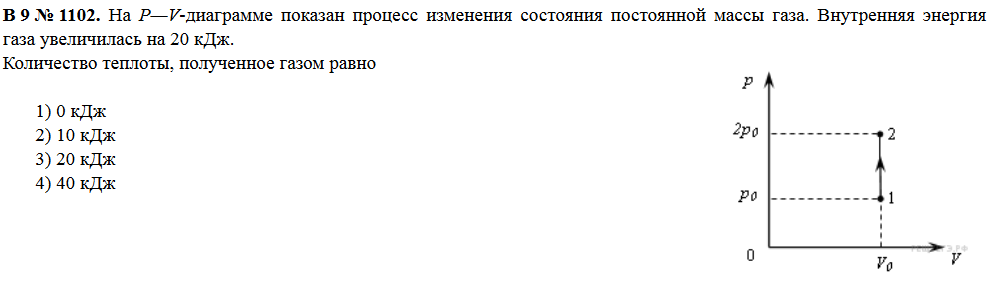 В 9 № 1102. На P—V-диаграмме показан процесс изменения состояния постоянной массы газа. Внутренняя энергия
газа увеличилась на 20 кДж.
Количество теплоты, полученное газом равно
1) 0 кДж
2) 10 кДж
3) 20 кДж
4) 40 кДж
P
2p0
2
p0
1
0
V0
V